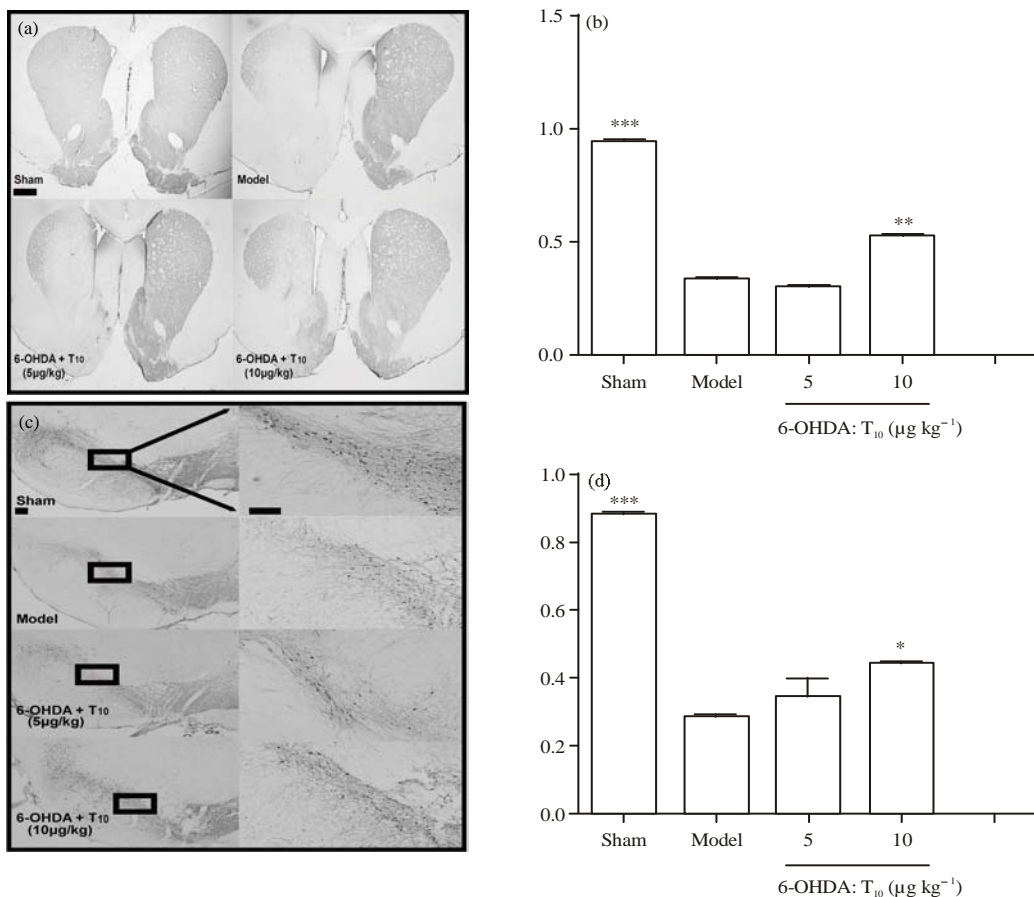 (a)
Sham
Model
6-OHDA + T10
(5µg/kg)
6-OHDA + T10
(10µg/kg)
(b)
1.5
1.0
0.5
0.0
***
**
Sham
Model
5
10
6-OHDA: T₁₀ (µg kg⁻¹)
(c)
Sham
Model
6-OHDA + T10
(5µg/kg)
6-OHDA + T10
(10µg/kg)
(d)
1.0
0.8
0.6
0.4
0.2
0.0
***
*
Sham
Model
5
10
6-OHDA: T₁₀ (µg kg⁻¹)